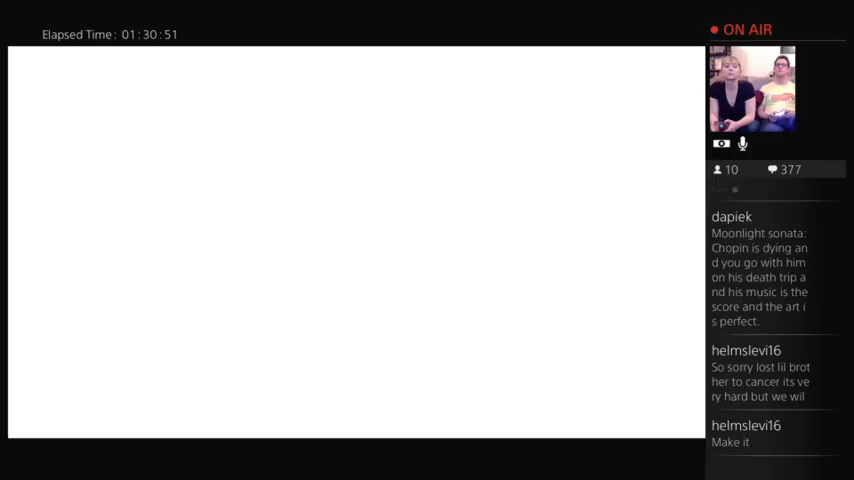 Elapsed Time: 01:30:51
ON AIR
10 377
dapiek
Moonlight sonata:
Chopin is dying an
d you go with him
on his death trip a
nd his music is the
score and the art i
s perfect.
helmslevi16
So sorry lost lil brot
her to cancer its ve
ry hard but we wil
helmslevi16
Make it